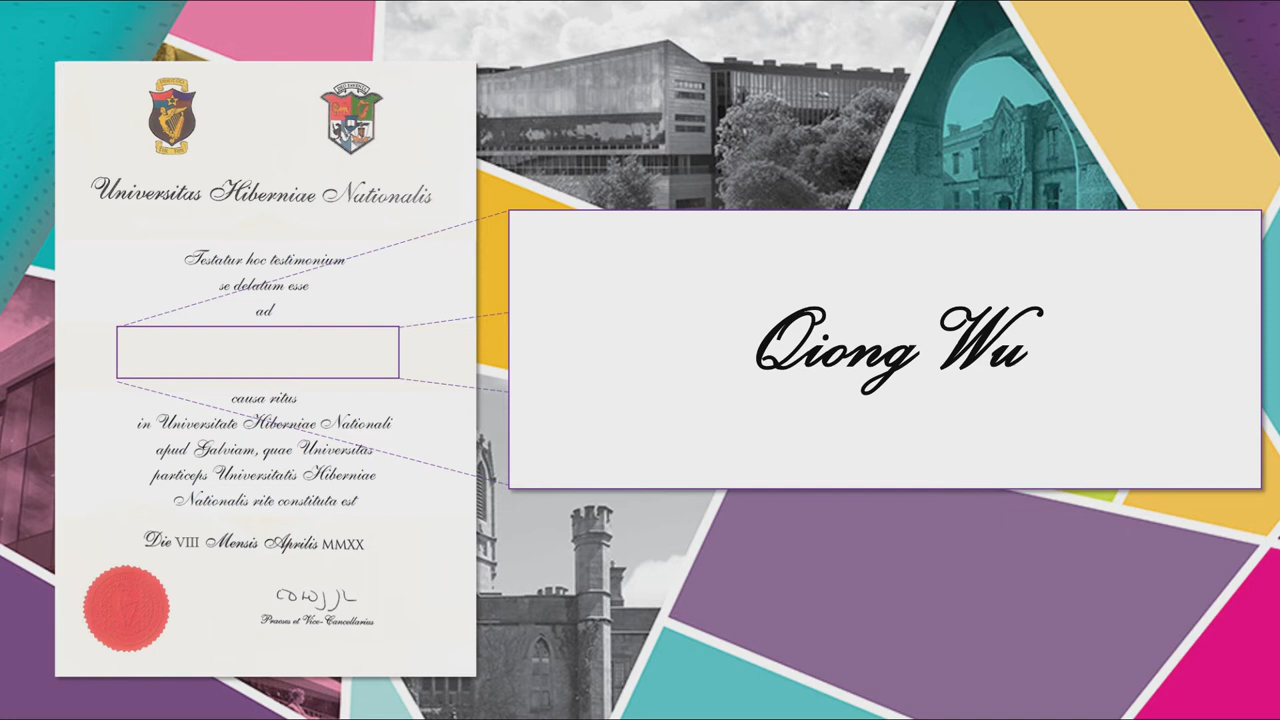 Universitas Hiberniae Nationalis
Testatur hoc testimonium
se delatum esse
ad
Qiong Wu
causa ritus
in Universitate Hiberniae Nationali
apud Galviam, quae Universitas
particeps Universitatis Hiberniae
Nationalis rite constituta est
Die VIII Mensis Aprilis MMXX
Praeses et Vice-Cancellarius